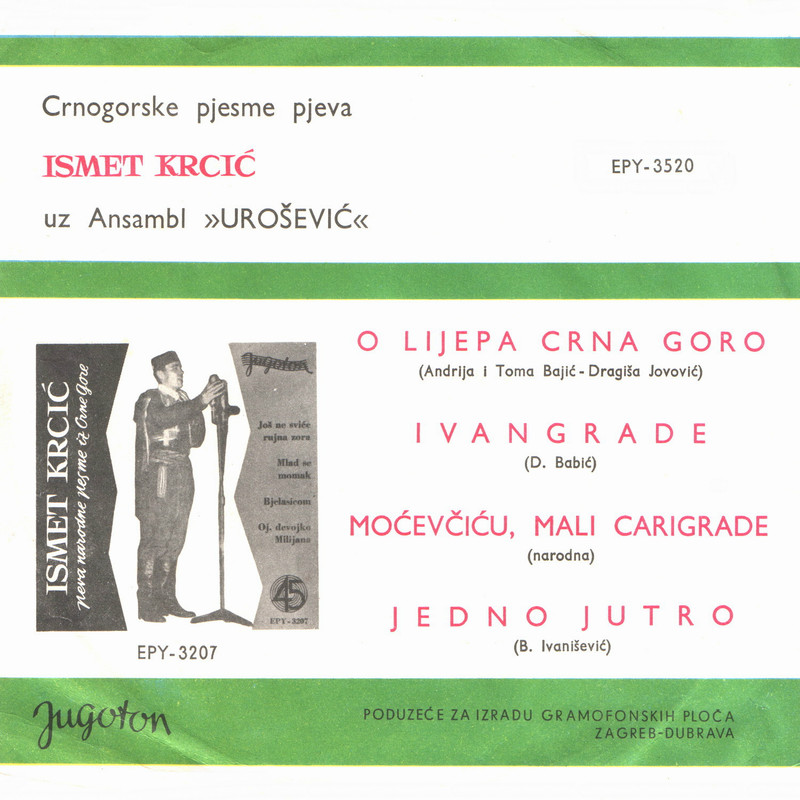 Crnogorske pjesme pjeva
ISMET KRCIĆ
EPY-3520
uz Ansambl »UROŠEVIĆ«
O LIJEPA CRNA GORO
(Andrija i Toma Bajić - Dragiša Jovović)
IVANGRADE
(D. Babić)
MOĆEVČIĆU, MALI CARIGRADE
(narodna)
JEDNO JUTRO
(B. Ivanišević)
ISMET KRCIĆ
peva narodne pesme iz Crne Gore
Jugoton
Još ne sviće
rujna zora
Mlad se
momak
Bjelasicom
Oj, devojko
Milijana
45
EPY-3207
EPY-3207
Jugoton
PODUZEĆE ZA IZRADU GRAMOFONSKIH PLOČA
ZAGREB-DUBRAVA